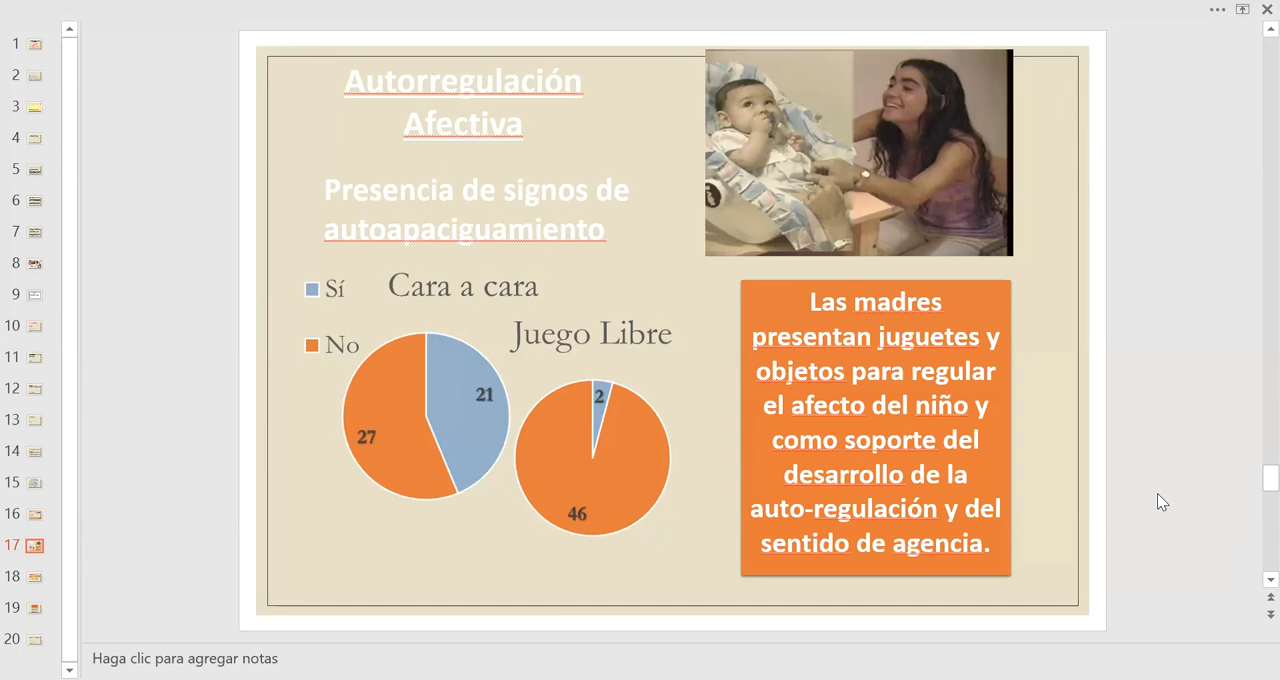 1
2
3
4
5
6
7
8
9
10
11
12
13
14
15
16
17
18
19
20
Autorregulación
Afectiva
Presencia de signos de
autoapaciguamiento
Sí
No
Cara a cara
21
27
Juego Libre
2
46
Las madres
presentan juguetes y
objetos para regular
el afecto del niño y
como soporte del
desarrollo de la
auto-regulación y del
sentido de agencia.
Haga clic para agregar notas